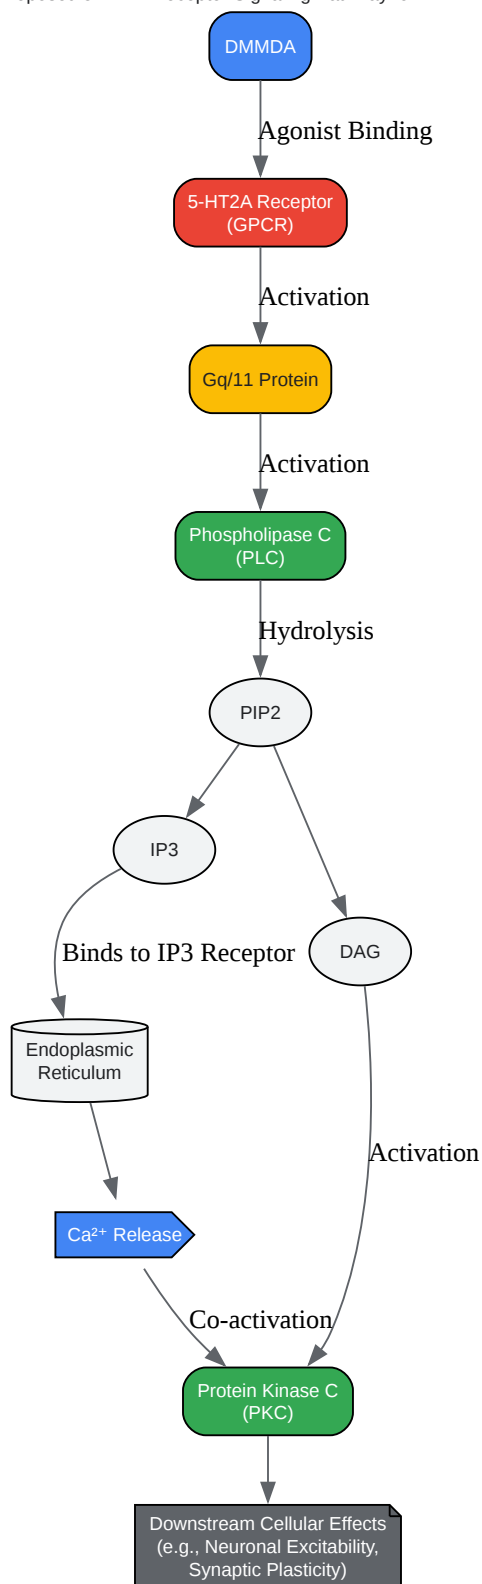 DMMDA
Agonist Binding
5-HT2A Receptor
(GPCR)
Activation
Gq/11 Protein
Activation
Phospholipase C
(PLC)
Hydrolysis
PIP2
IP3
Binds to IP3 Receptor
DAG
Endoplasmic
Reticulum
Activation
Ca²⁺ Release
Co-activation
Protein Kinase C
(PKC)
Downstream Cellular Effects
(e.g., Neuronal Excitability,
Synaptic Plasticity)